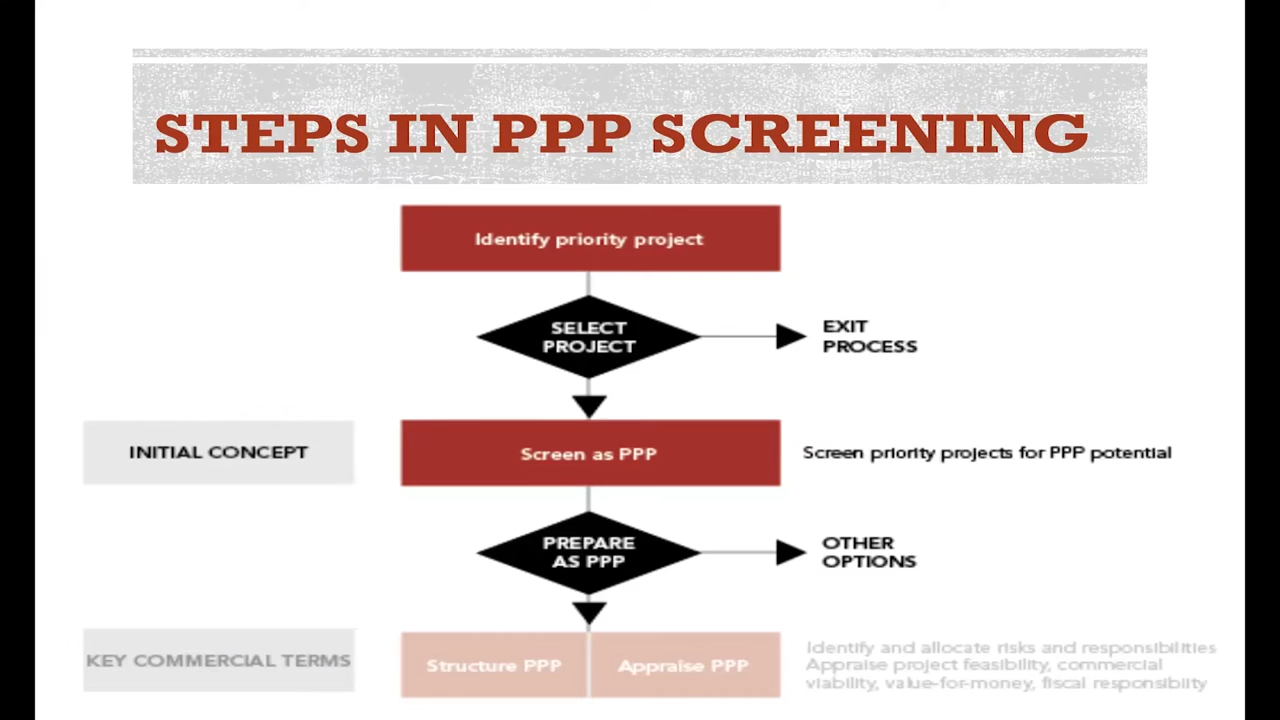 STEPS IN PPP SCREENING
Identify priority project
SELECT
PROJECT
EXIT
PROCESS
INITIAL CONCEPT
Screen as PPP
Screen priority projects for PPP potential
PREPARE
AS PPP
OTHER
OPTIONS
KEY COMMERCIAL TERMS
Structure PPP
Appraise PPP
Identify and allocate risks and responsibilities
Appraise project feasibility, commercial
viability, value-for-money, fiscal responsibiity